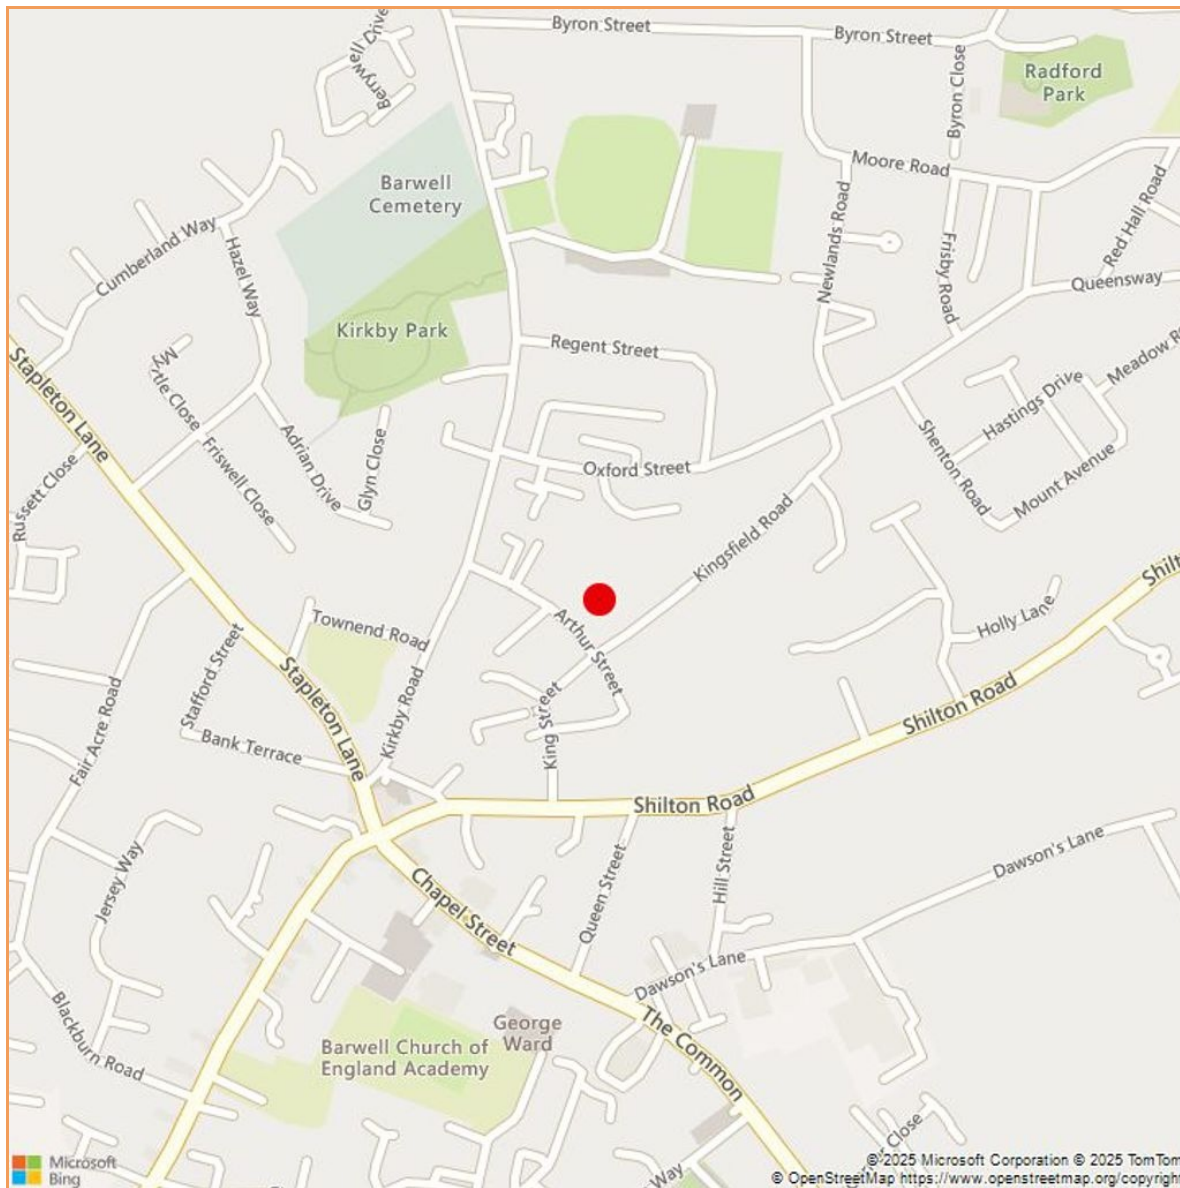 Byron Street
Byron Street
Berrywell Drive
Byron Close
Radford
Park
Moore Road
Barwell
Cemetery
Red Hall Road
Newlands Road
Frisby Road
Cumberland Way
Hazel Way
Queensway
Kirkby Park
Regent Street
Stapleton Lane
Myrtle Close
Meadow R
Hastings Drive
Friswell Close
Adrian Drive
Glyn Close
Oxford Street
Shenton Road
Mount Avenue
Russett Close
Kingsfield Road
Shilt
Arthur Street
Holly Lane
Townend Road
Stafford Street
Stapleton Lane
Kirkby Road
King Street
Shilton Road
Fair Acre Road
Bank Terrace
Shilton Road
Jersey Way
Hill Street
Queen Street
Dawson's Lane
Chapel Street
Dawson's Lane
Blackburn Road
George
Ward
The Common
Barwell Church of
England Academy
Close
Way
Microsoft
Bing
© 2025 Microsoft Corporation © 2025 TomTom
© OpenStreetMap https://www.openstreetmap.org/copyright